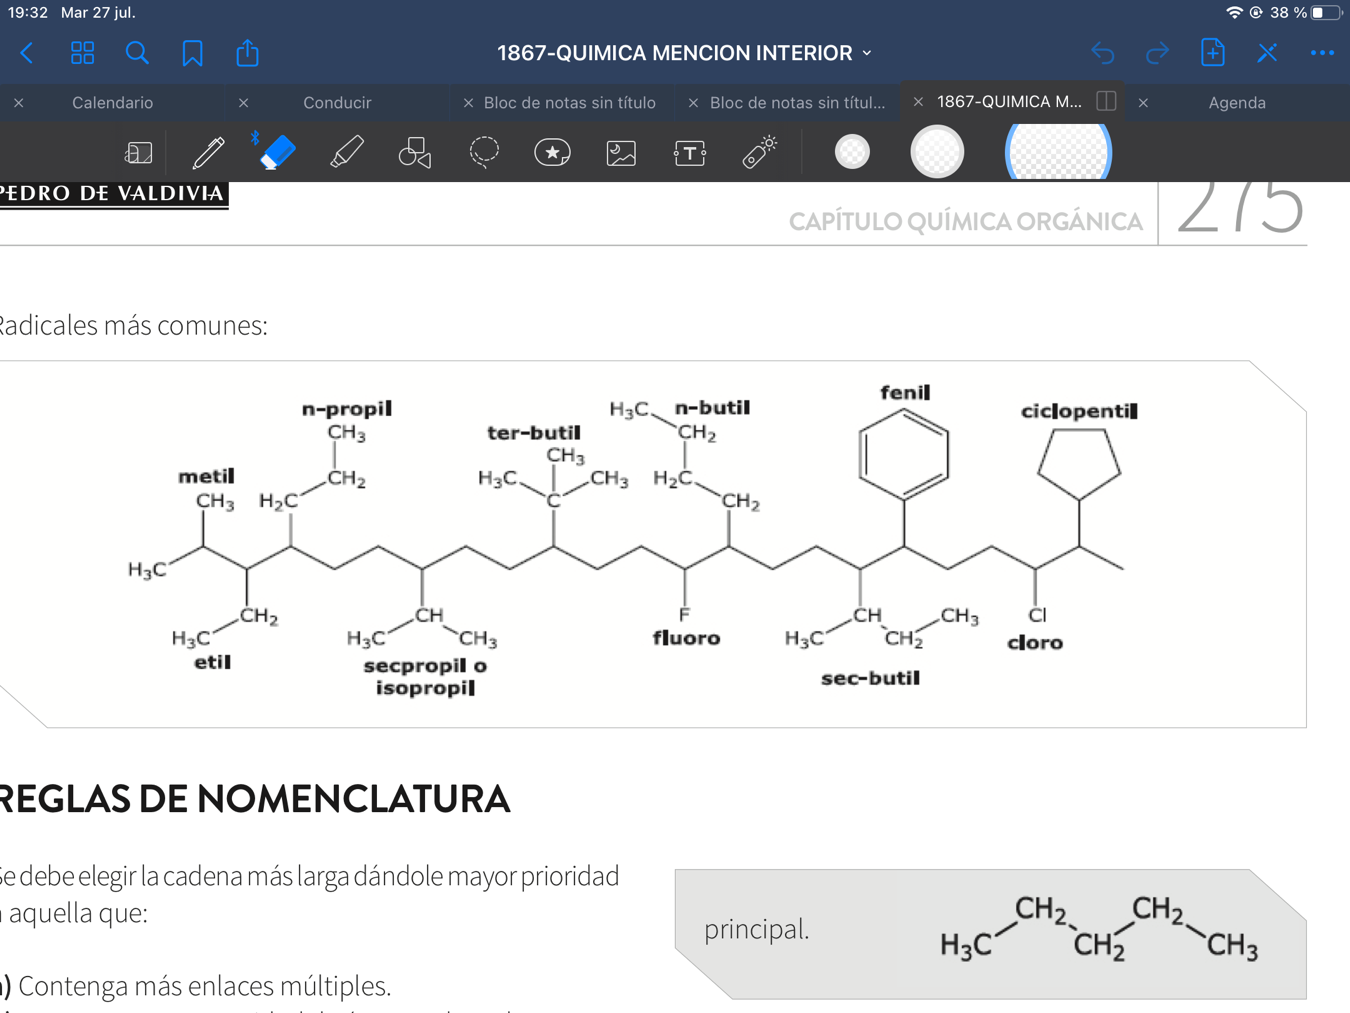 19:32 Mar 27 jul.
38 %
1867-QUIMICA MENCION INTERIOR
Calendario
Conducir
Bloc de notas sin título
Bloc de notas sin títul...
1867-QUIMICA M...
Agenda
T
PEDRO DE VALDIVIA
CAPÍTULO QUÍMICA ORGÁNICA
275
Radicales más comunes:
fenil
n-propil
H₃C n-butil
ciclopentil
CH₃
ter-butil
CH₂
CH₃
metil
CH₂
H₃C
CH₃
H₂C
CH₃
H₂C
C
CH₂
H₃C
CH₂
CH
F
CH
CH₃
Cl
H₃C
H₃C
CH₃
fluoro
H₃C
CH₂
cloro
etil
secpropil o
isopropil
sec-butil
REGLAS DE NOMENCLATURA
Se debe elegir la cadena más larga dándole mayor prioridad
a aquella que:
a) Contenga más enlaces múltiples.
principal.
CH₂
CH₂
H₃C
CH₂
CH₃